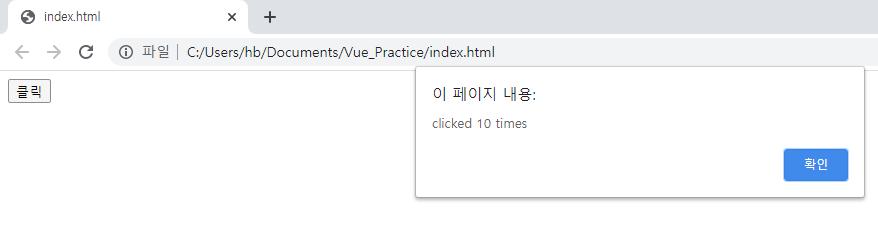 index.html
파일 C:/Users/hb/Documents/Vue_Practice/index.html
클릭
이 페이지 내용:
clicked 10 times
확인